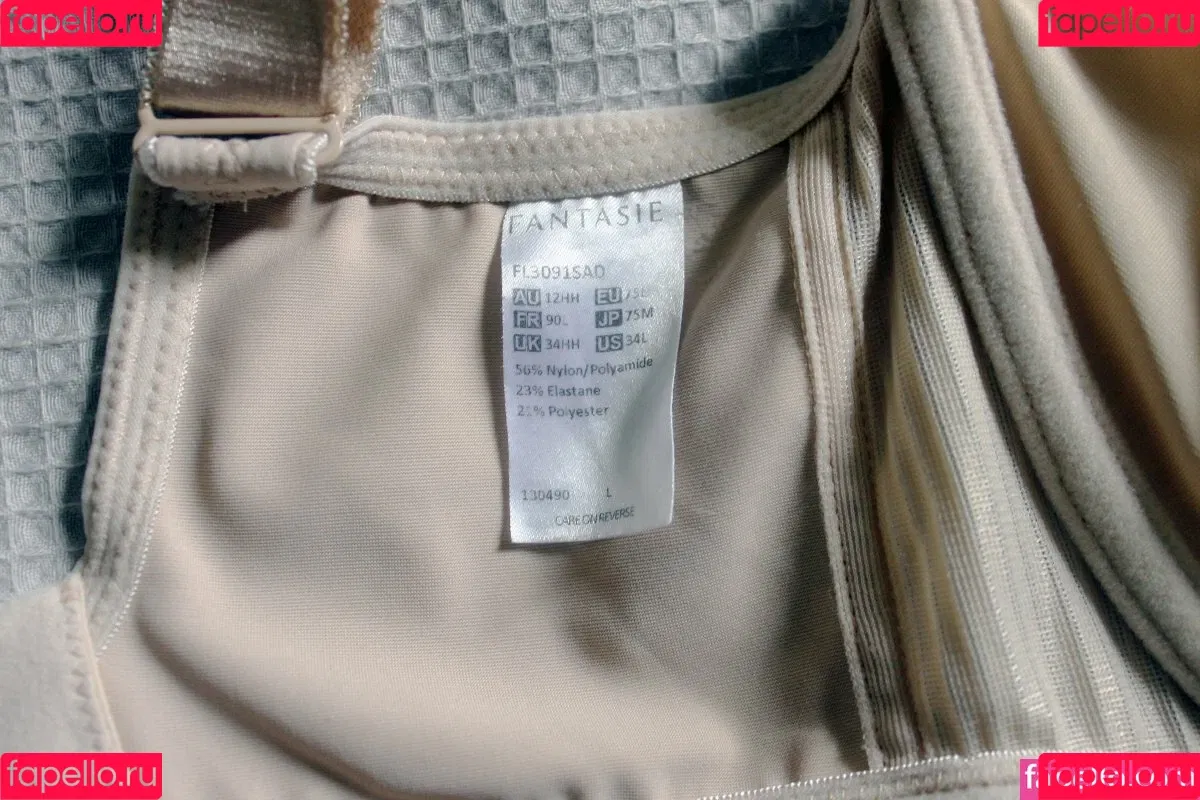 fapello.ru
fapello.ru
FANTASIE
FL3091SAD
AU 12HH EU
FR 90L JP 75M
UK 34HH US 34L
56% Nylon/Polyamide
23% Elastane
21% Polyester
130490 L
CARE ON REVERSE
fapello.ru
fapello.ru